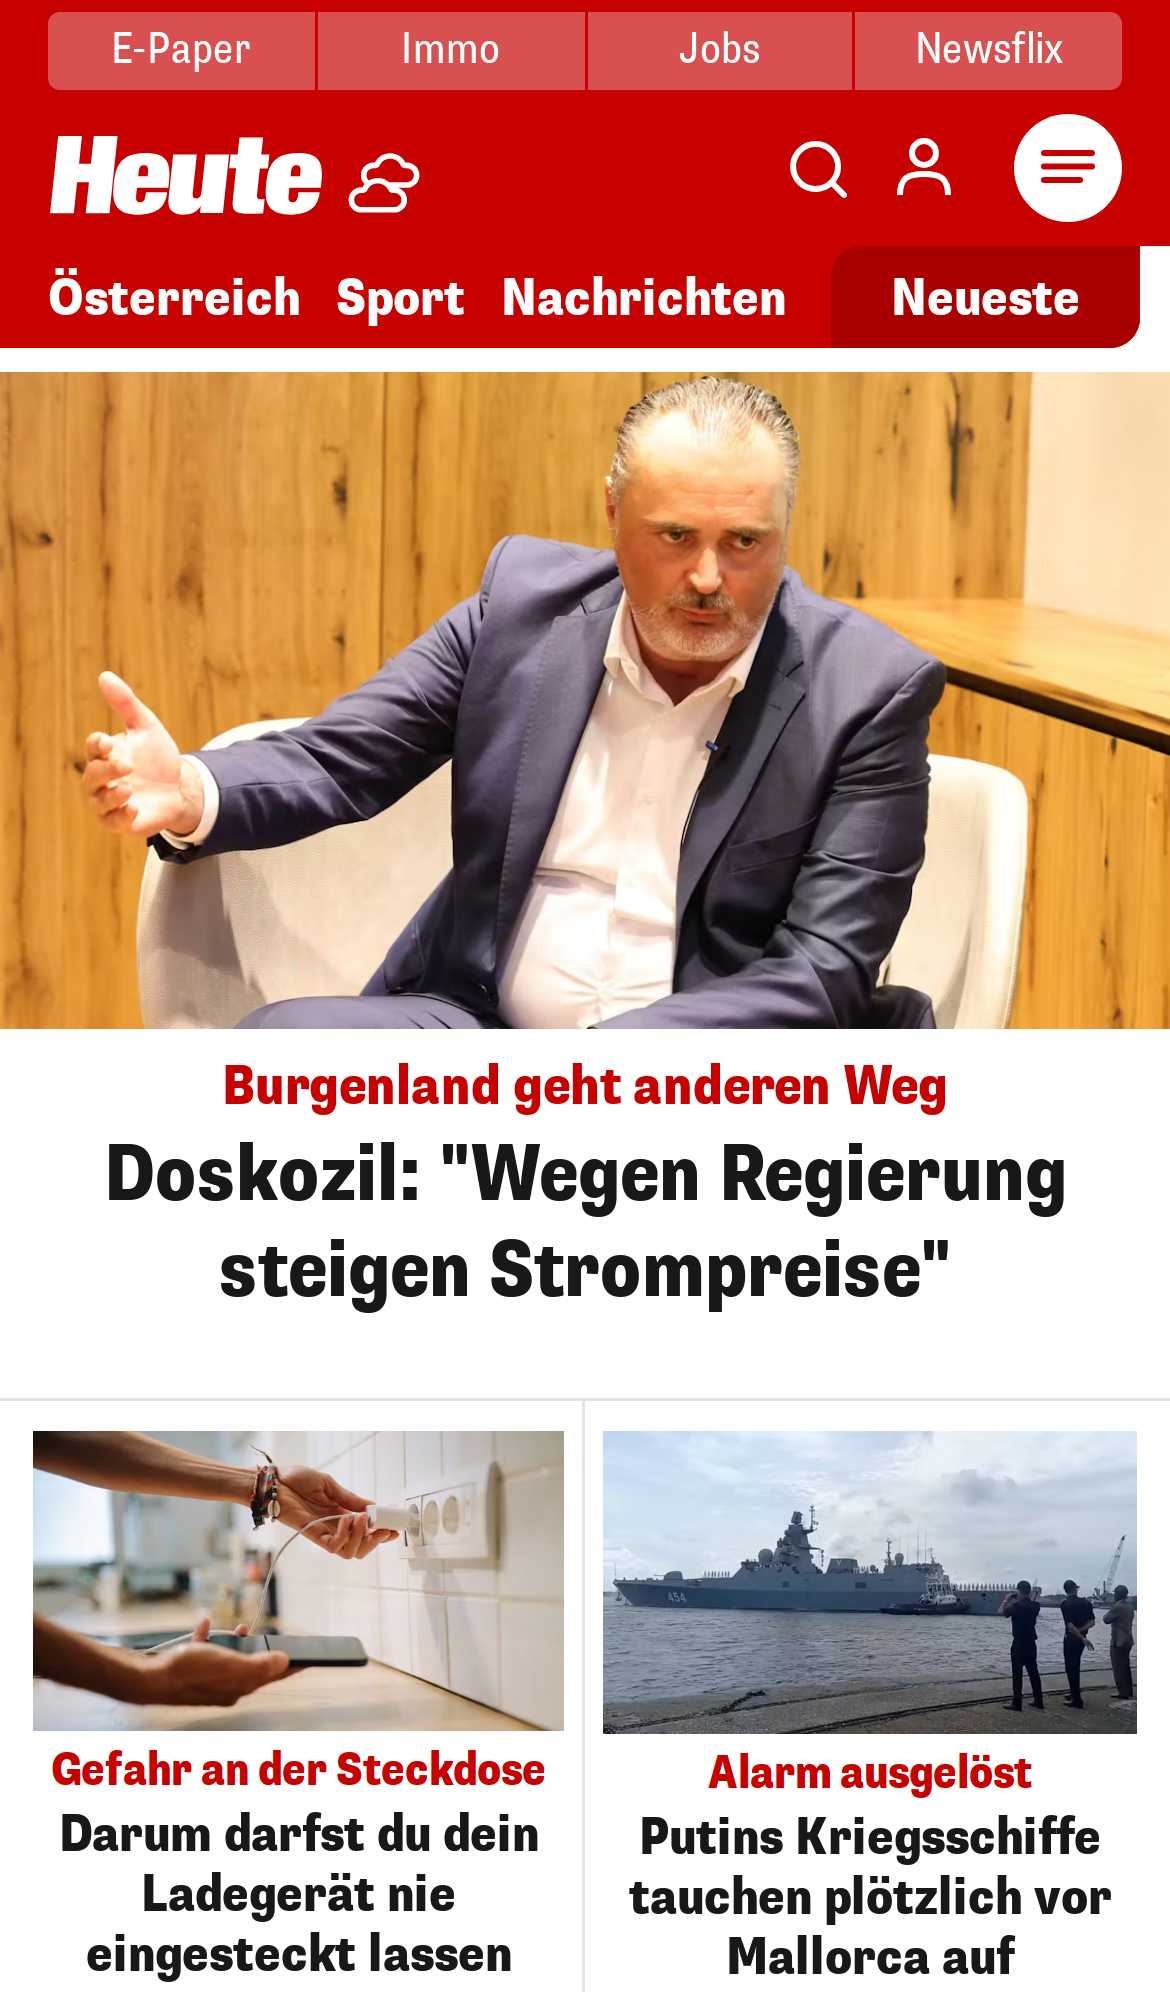 E-Paper
Immo
Jobs
Newsflix
Heute
Österreich
Sport
Nachrichten
Neueste
Burgenland geht anderen Weg
Doskozil: "Wegen Regierung
steigen Strompreise"
454
Gefahr an der Steckdose
Darum darfst du dein
Ladegerät nie
eingesteckt lassen
Alarm ausgelöst
Putins Kriegsschiffe
tauchen plötzlich vor
Mallorca auf